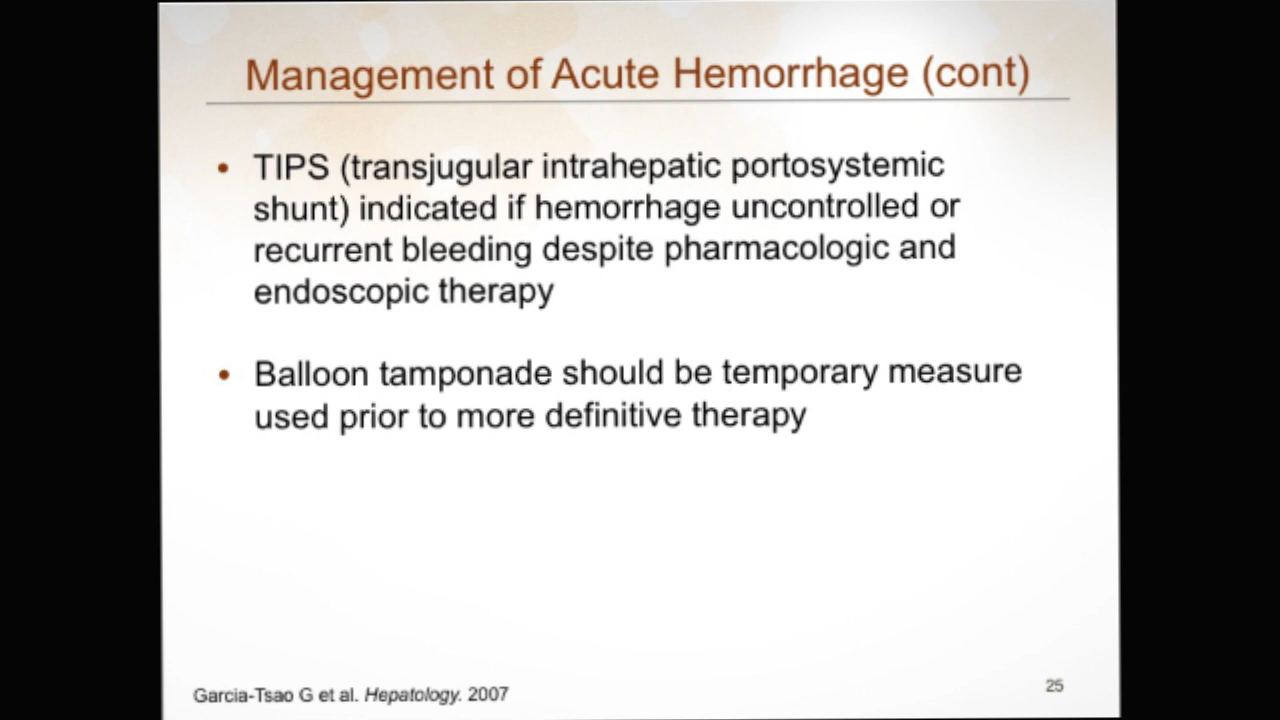 Management of Acute Hemorrhage (cont)
• TIPS (transjugular intrahepatic portosystemic
shunt) indicated if hemorrhage uncontrolled or
recurrent bleeding despite pharmacologic and
endoscopic therapy
• Balloon tamponade should be temporary measure
used prior to more definitive therapy
Garcia-Tsao G et al. Hepatology. 2007
25